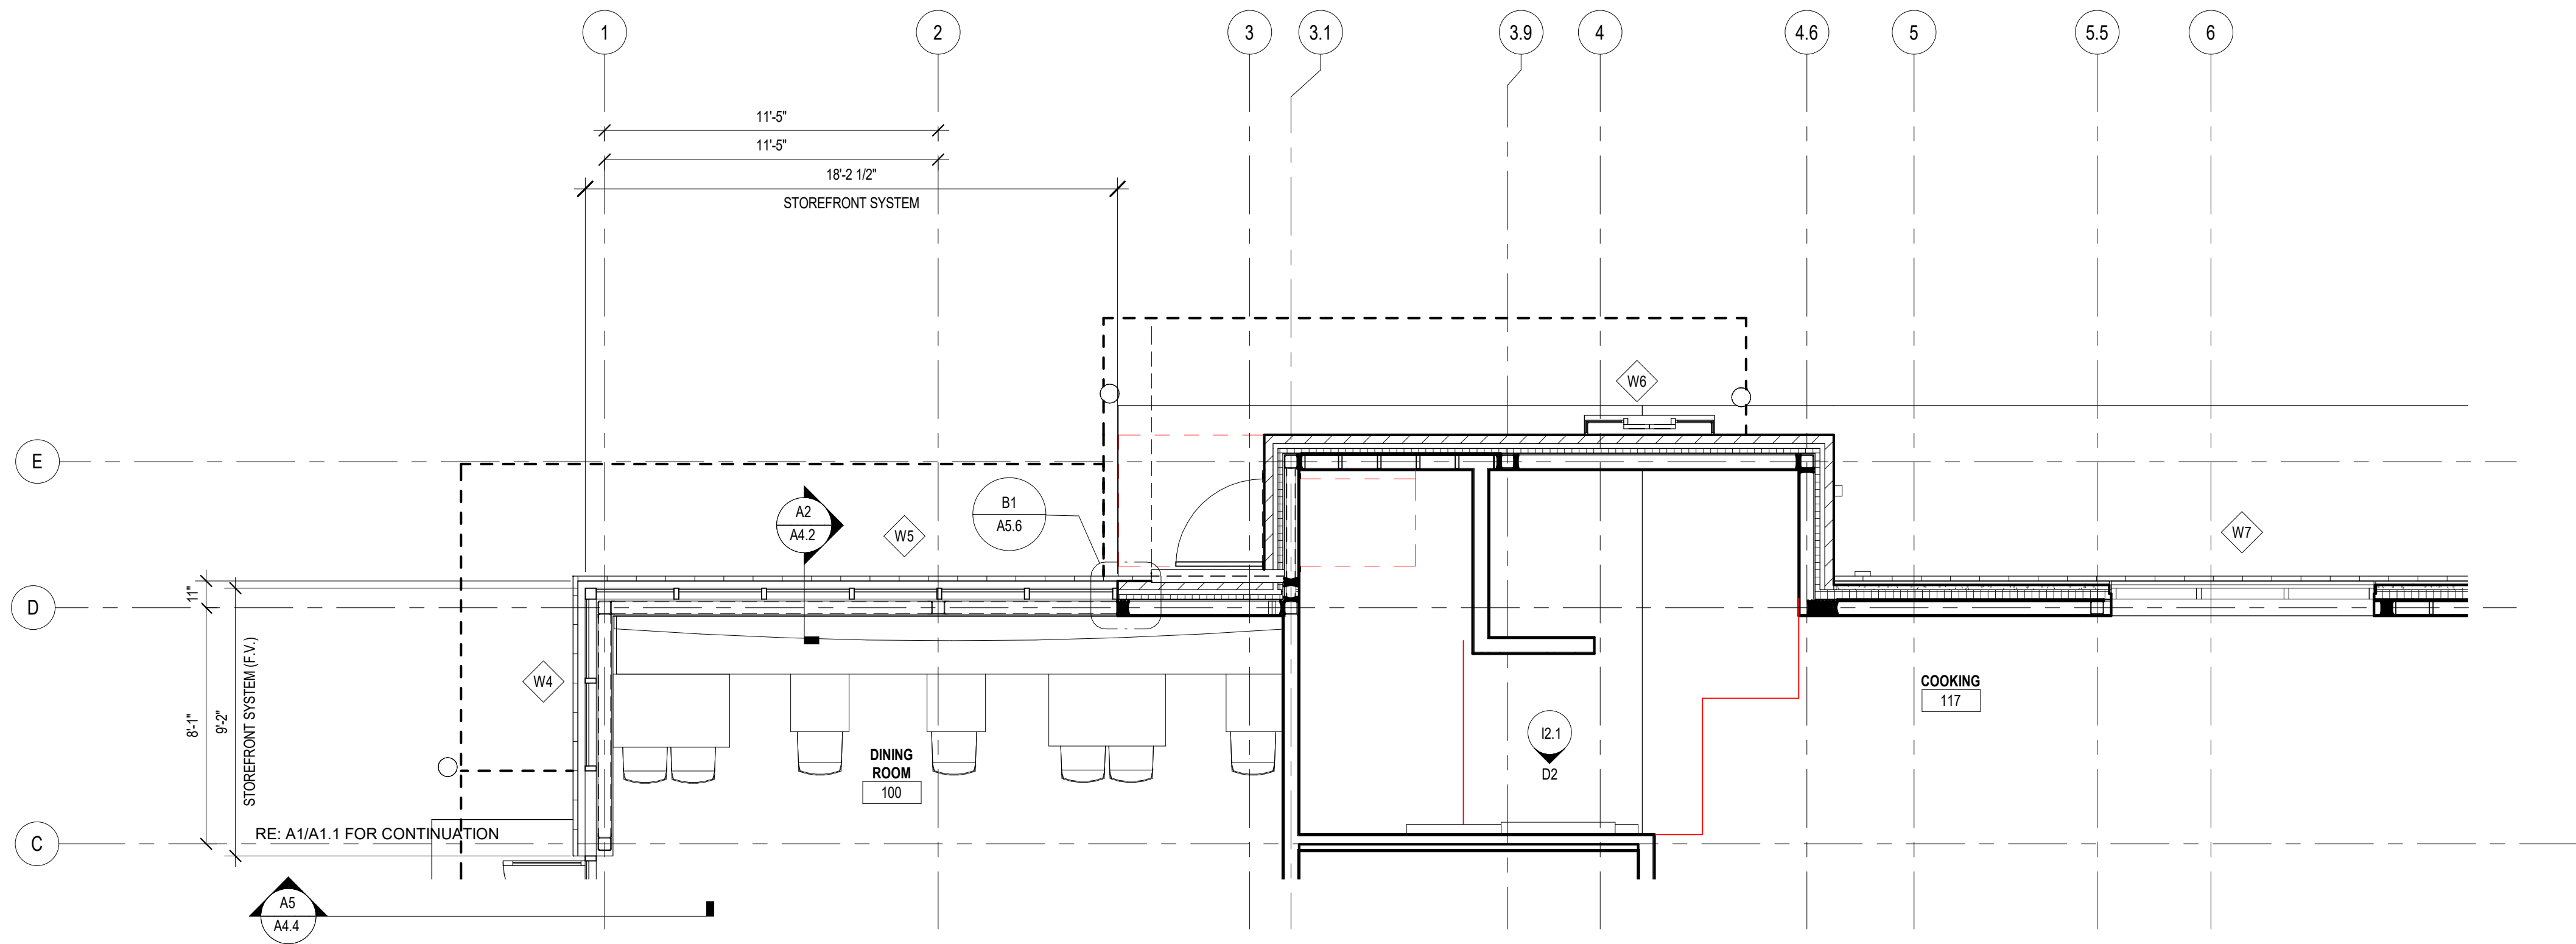 1
2
3
3.1
3.9
4
4.6
5
5.5
6
11'-5"
11'-5"
18'-2 1/2"
STOREFRONT SYSTEM
W6
E
A2
A4.2
W5
B1
A5.6
W7
11"
D
STOREFRONT SYSTEM (F.V.)
8'-1"
9'-2"
W4
COOKING
117
I2.1
D2
DINING
ROOM
100
RE: A1/A1.1 FOR CONTINUATION
C
A5
A4.4